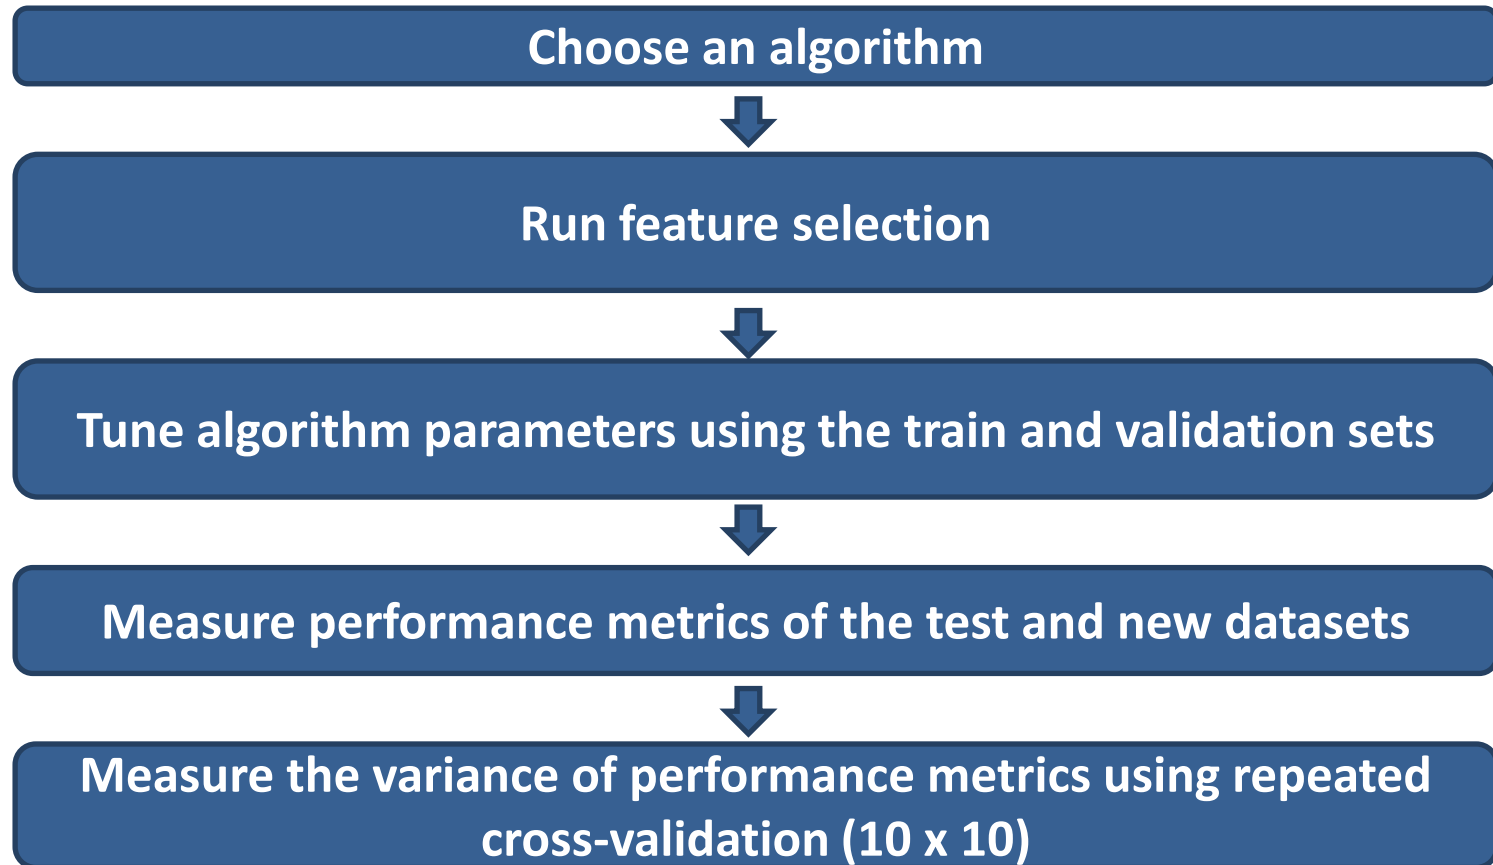 Choose an algorithm
Run feature selection
Tune algorithm parameters using the train and validation sets
Measure performance metrics of the test and new datasets
Measure the variance of performance metrics using repeated
cross-validation (10 x 10)